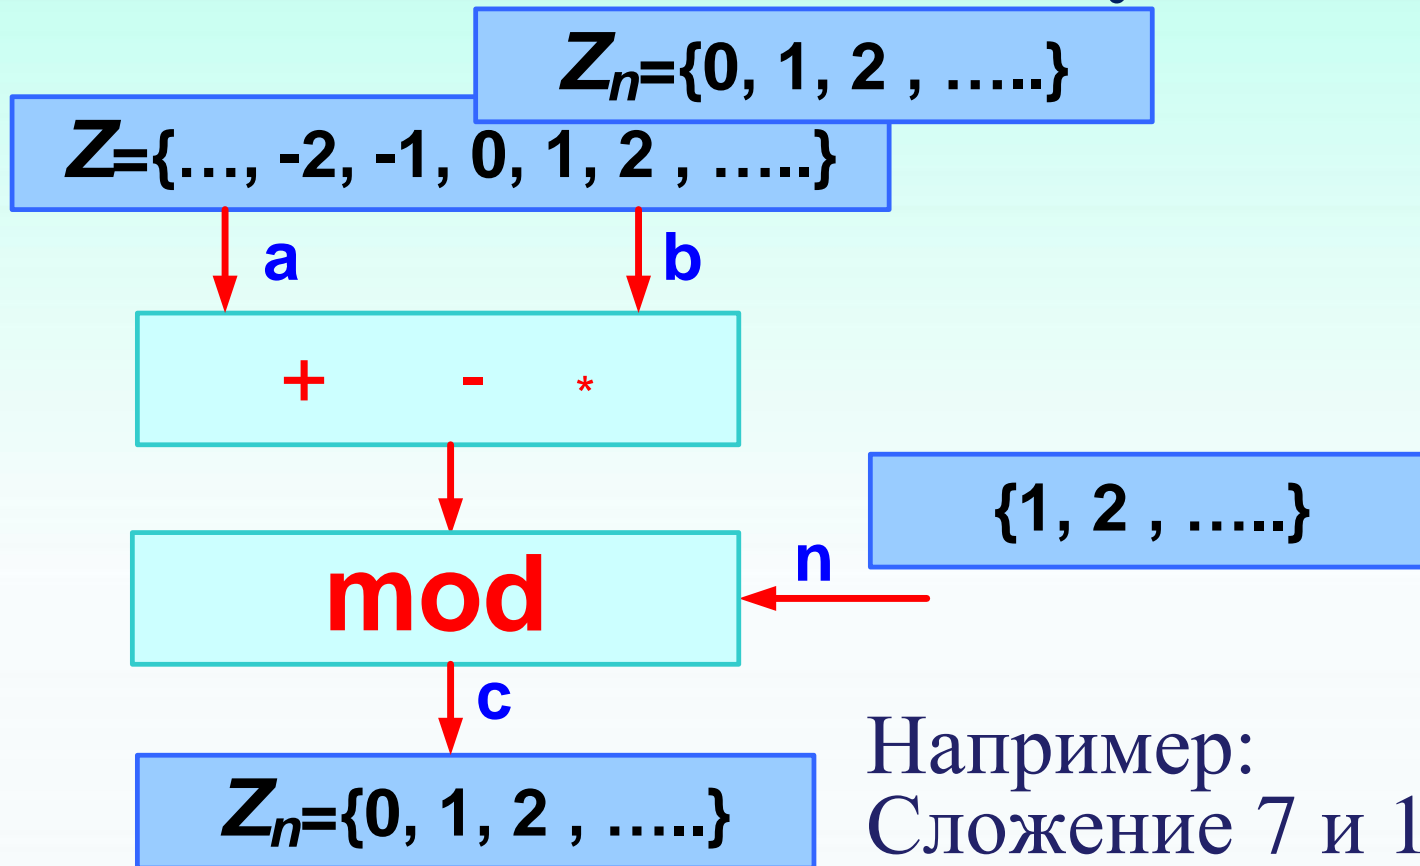 Zn={0, 1, 2 , …..}
Z={…, -2, -1, 0, 1, 2 , …..}
a b
+ - *
{1, 2 , …..}
n
mod
c
Например:
Zn={0, 1, 2 , …..}
Сложение 7 и 1